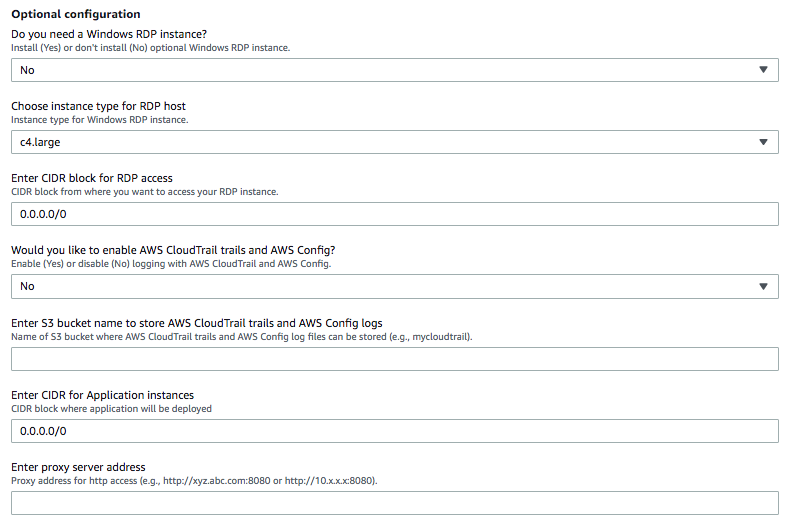 Optional configuration
Do you need a Windows RDP instance?
Install (Yes) or don't install (No) optional Windows RDP instance.
No
Choose instance type for RDP host
Instance type for Windows RDP instance.
c4.large
Enter CIDR block for RDP access
CIDR block from where you want to access your RDP instance.
0.0.0.0/0
Would you like to enable AWS CloudTrail trails and AWS Config?
Enable (Yes) or disable (No) logging with AWS CloudTrail and AWS Config.
No
Enter S3 bucket name to store AWS CloudTrail trails and AWS Config logs
Name of S3 bucket where AWS CloudTrail trails and AWS Config log files can be stored (e.g., mycloudtrail).
Enter CIDR for Application instances
CIDR block where application will be deployed
0.0.0.0/0
Enter proxy server address
Proxy address for http access (e.g., http://xyz.abc.com:8080 or http://10.x.x.x:8080).